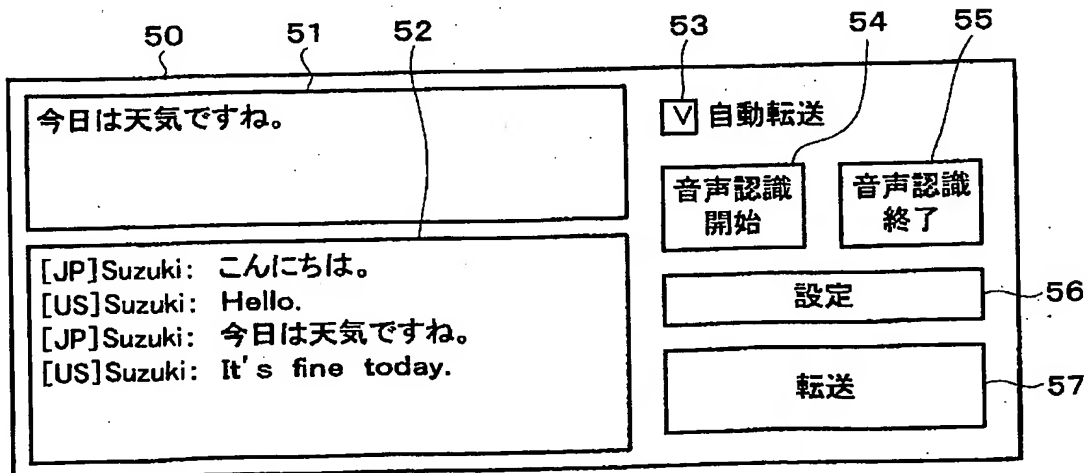 50 51 52 53 54 55
今日は天気ですね。
V 自動転送
音声認識
開始
音声認識
終了
[JP]Suzuki: こんにちは。
[US]Suzuki: Hello.
[JP]Suzuki: 今日は天気ですね。
[US]Suzuki: It's fine today.
設定
56
転送
57